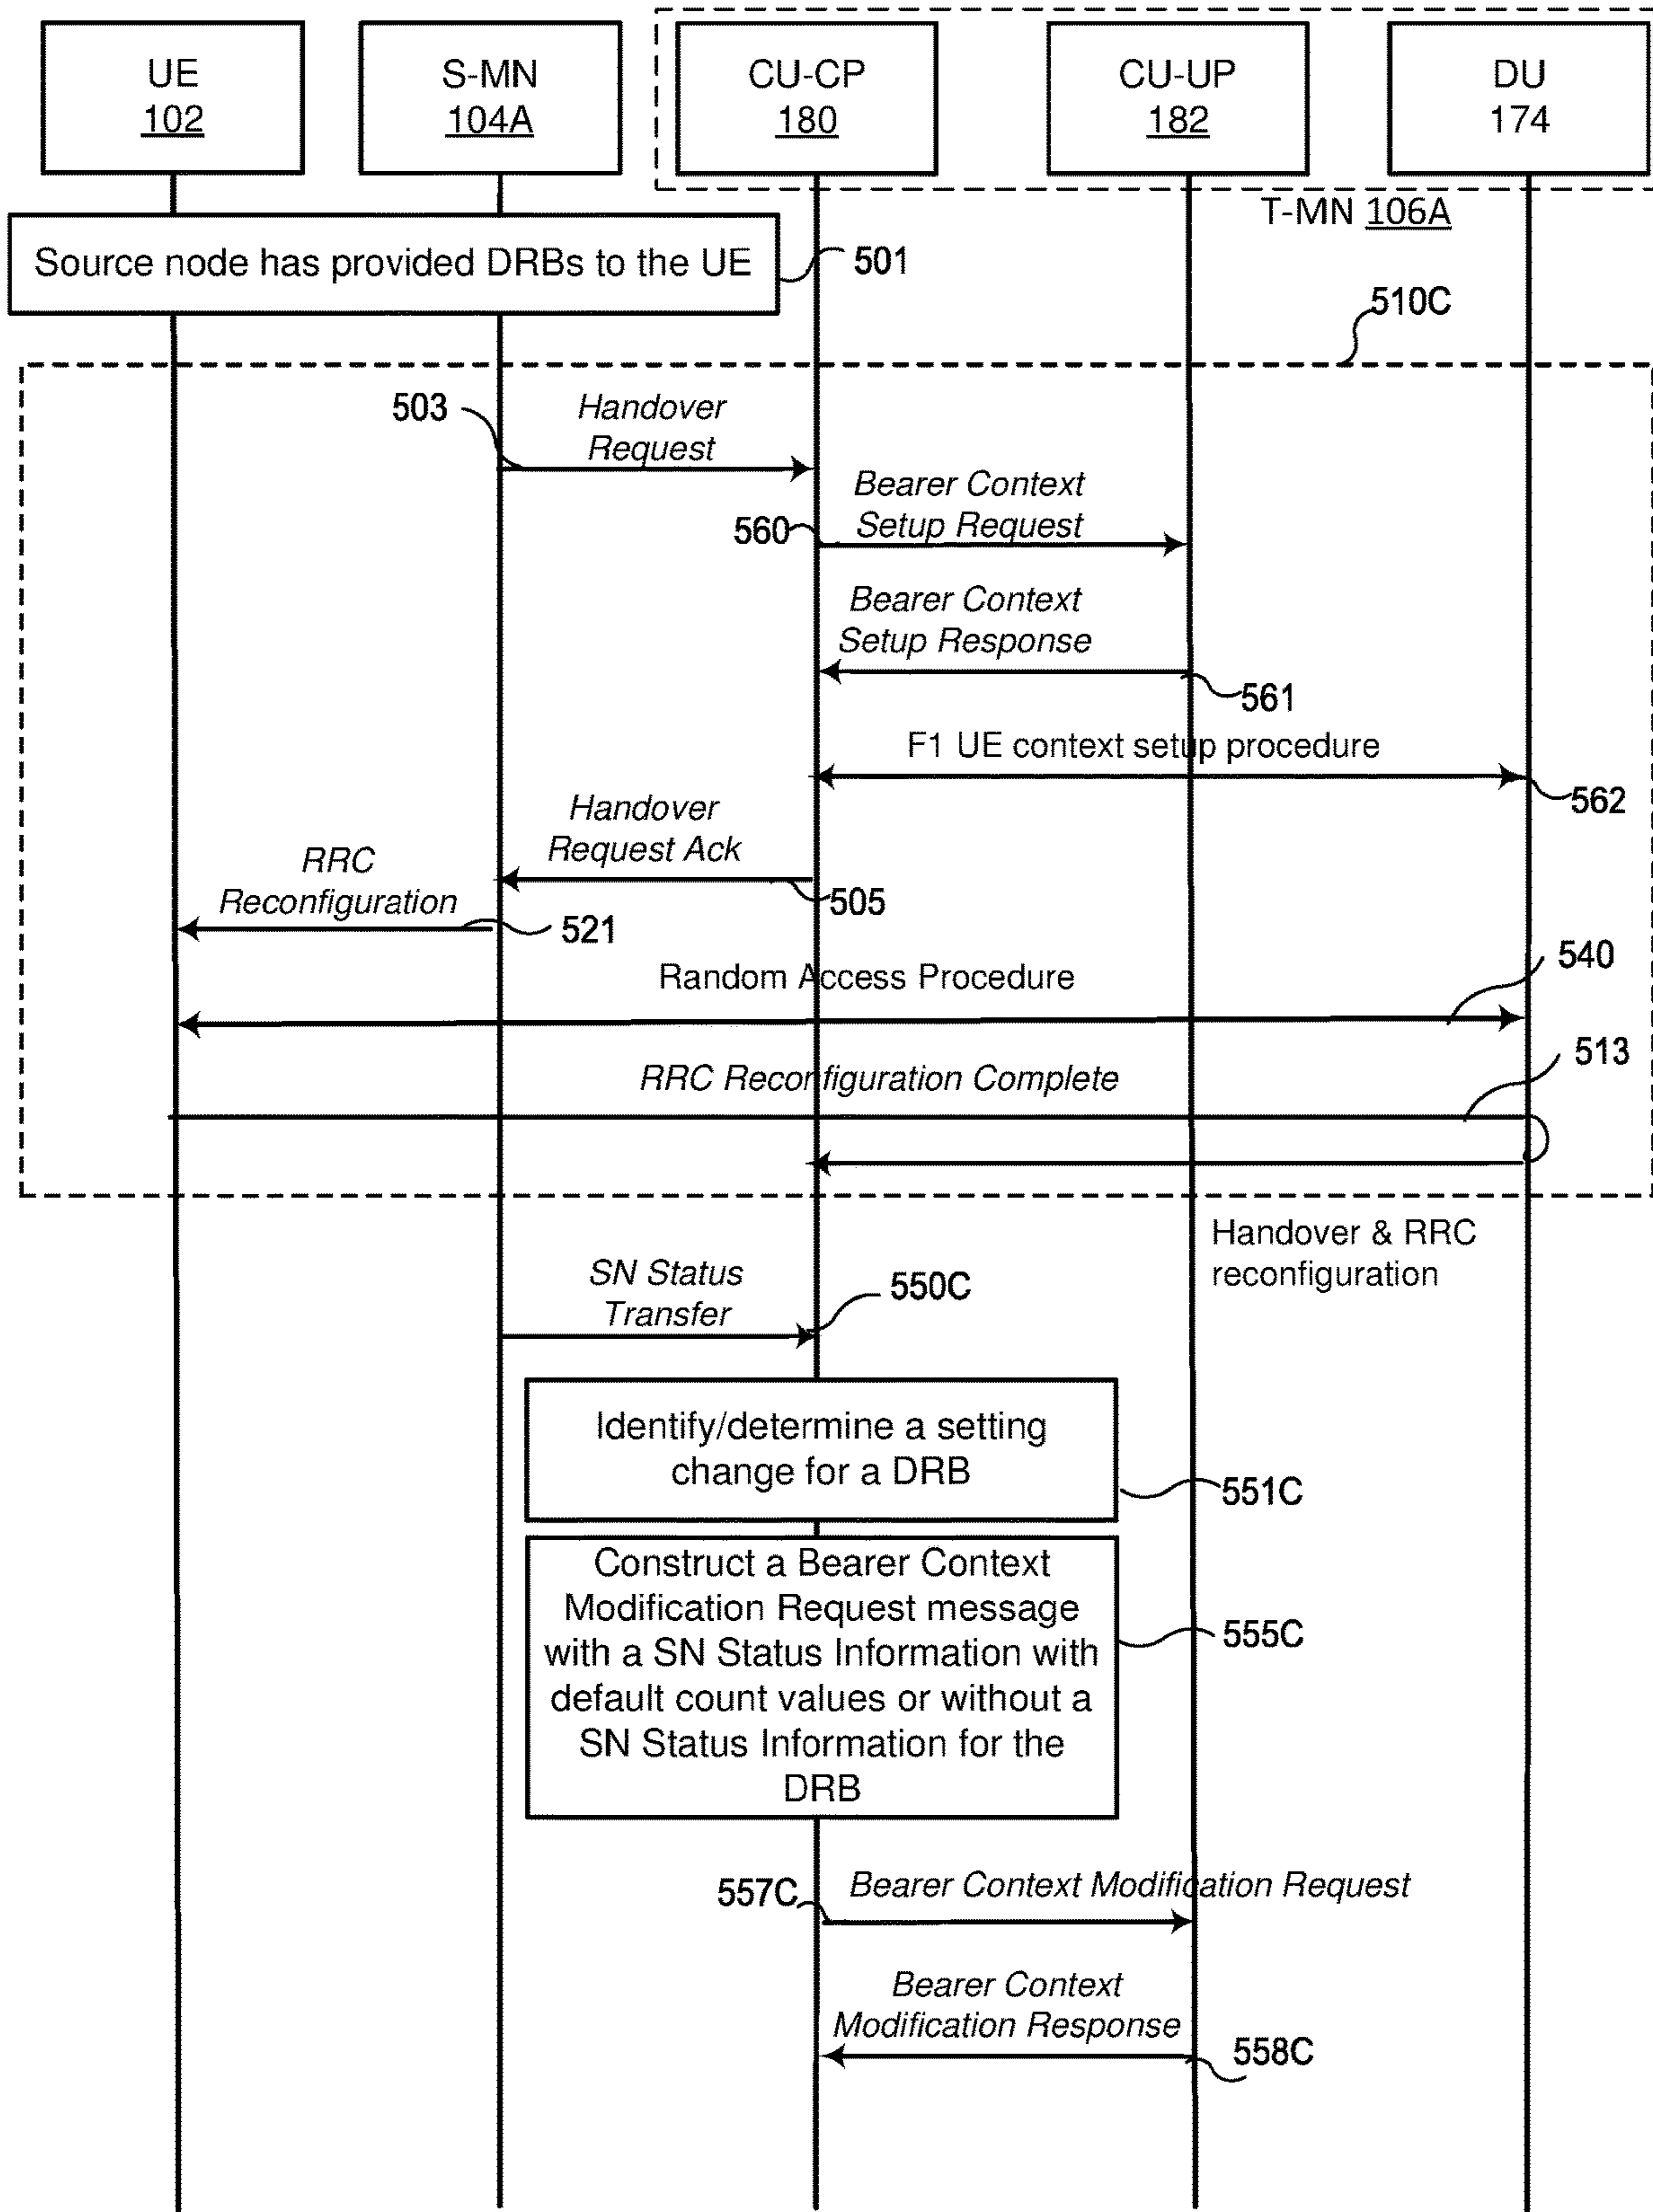 UE
102
S-MN
104A
CU-CP
180
CU-UP
182
DU
174
T-MN 106A
Source node has provided DRBs to the UE
501
510C
503
Handover
Request
Bearer Context
Setup Request
560
Bearer Context
Setup Response
561
F1 UE context setup procedure
562
Handover
Request Ack
505
RRC
Reconfiguration
521
Random Access Procedure
540
RRC Reconfiguration Complete
513
Handover & RRC
reconfiguration
SN Status
Transfer
550C
Identify/determine a setting
change for a DRB
551C
Construct a Bearer Context
Modification Request message
with a SN Status Information with
default count values or without a
SN Status Information for the
DRB
555C
557C
Bearer Context Modification Request
Bearer Context
Modification Response
558C